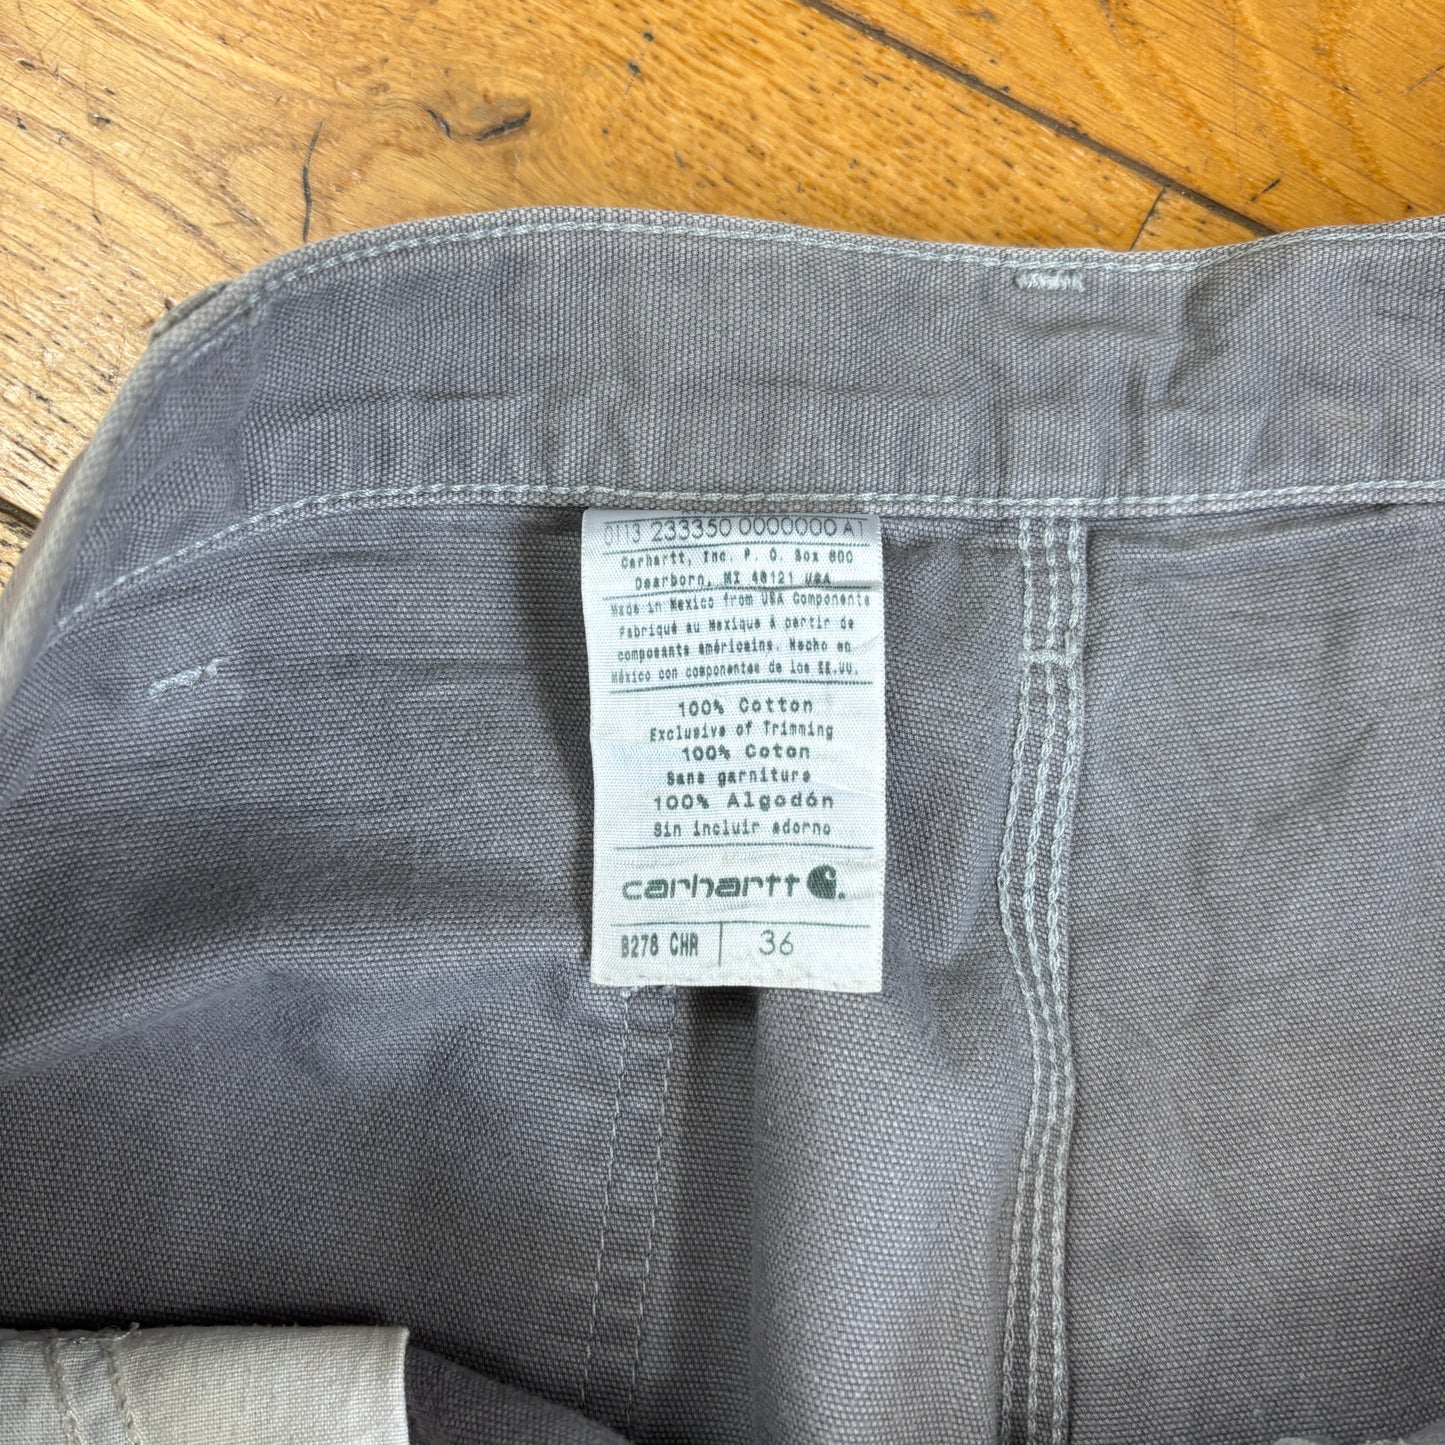 0113 233350 0000000 A1
Carhartt, Inc. P. O. Box 600
Dearborn, MI 48121 USA
Made in Mexico from USA Components
Fabriqué au Mexique à partir de
composants américains. Hecho en
México con componentes de los EE.UU.
100% Cotton
Exclusive of Trimming
100% Coton
Sans garniture
100% Algodón
Sin incluir adorno
carhartt
B278 CHR 36